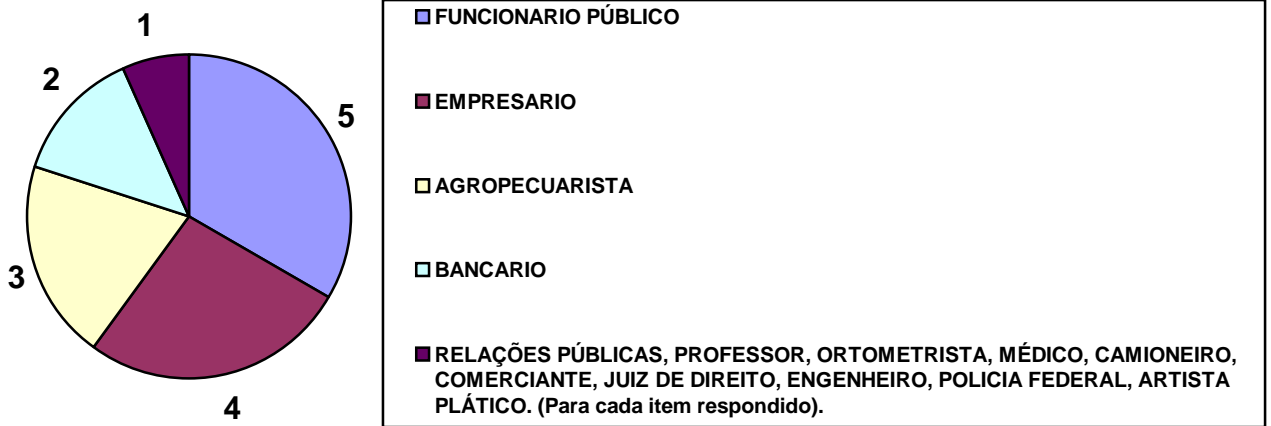 1
2
5
3
4
FUNCIONARIO PÚBLICO
EMPRESARIO
AGROPECUARISTA
BANCARIO
RELAÇÕES PÚBLICAS, PROFESSOR, ORTOMETRISTA, MÉDICO, CAMIONEIRO,
COMERCIANTE, JUIZ DE DIREITO, ENGENHEIRO, POLICIA FEDERAL, ARTISTA
PLÁTICO. (Para cada item respondido).